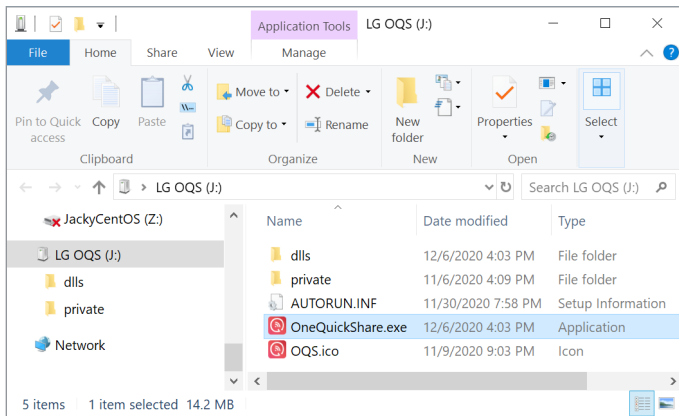 Application Tools LG OQS (J:)
File Home Share View Manage
Pin to Quick access
Copy
Paste
Clipboard
Move to
Copy to
Delete
Rename
Organize
New folder
New
Properties
Open
Select
LG OQS (J:)
Search LG OQS (J:)
JackyCentOS (Z:)
LG OQS (J:)
dlls
private
Network
Name Date modified Type
dlls 12/6/2020 4:03 PM File folder
private 11/6/2020 4:09 PM File folder
AUTORUN.INF 11/30/2020 7:58 PM Setup Information
OneQuickShare.exe 12/6/2020 4:03 PM Application
OQS.ico 11/9/2020 9:03 PM Icon
5 items 1 item selected 14.2 MB